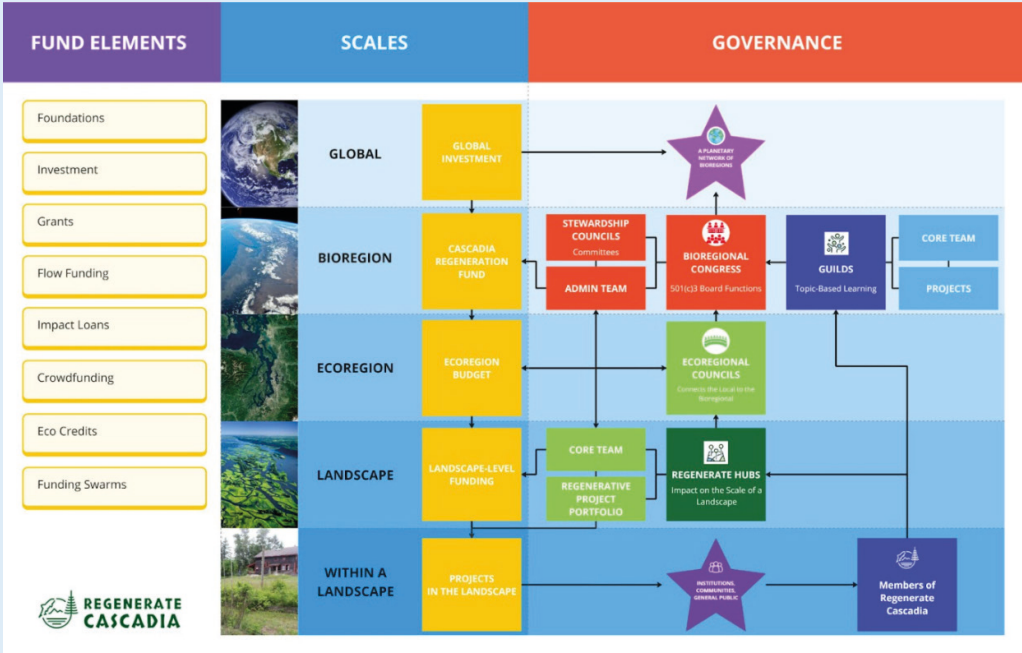 FUND ELEMENTS
SCALES
GOVERNANCE
Foundations
Investment
Grants
Flow Funding
Impact Loans
Crowdfunding
Eco Credits
Funding Swarms
REGENERATE
CASCADIA
GLOBAL
GLOBAL
INVESTMENT
A PLANETARY
NETWORK OF
BIOREGIONS
BIOREGION
CASCADIA
REGENERATION
FUND
STEWARDSHIP
COUNCILS
Committees
ADMIN TEAM
BIOREGIONAL
CONGRESS
501(c)3 Board Functions
GUILDS
Topic-Based Learning
CORE TEAM
PROJECTS
ECOREGION
ECOREGION
BUDGET
ECOREGIONAL
COUNCILS
Connects the Local to the
Bioregional
LANDSCAPE
LANDSCAPE-LEVEL
FUNDING
CORE TEAM
REGENERATIVE
PROJECT
PORTFOLIO
REGENERATE HUBS
Impact on the Scale of a
Landscape
WITHIN A
LANDSCAPE
PROJECTS
IN THE LANDSCAPE
INSTITUTIONS,
COMMUNITIES,
GENERAL PUBLIC
Members of
Regenerate
Cascadia